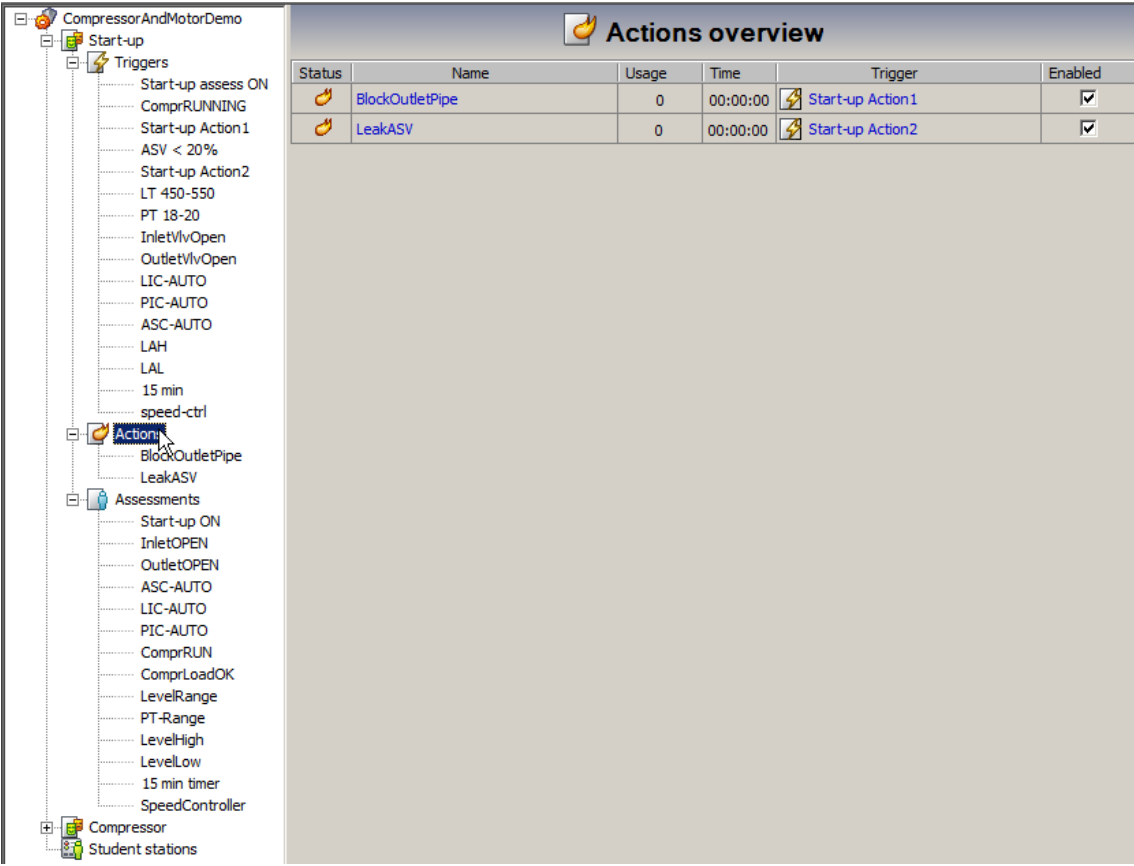 CompressorAndMotorDemo
Start-up
Triggers
Start-up assess ON
ComprRUNNING
Start-up Action1
ASV < 20%
Start-up Action2
LT 450-550
PT 18-20
InletVlvOpen
OutletVlvOpen
LIC-AUTO
PIC-AUTO
ASC-AUTO
LAH
LAL
15 min
speed-ctrl
Actions
BlockOutletPipe
LeakASV
Assessments
Start-up ON
InletOPEN
OutletOPEN
ASC-AUTO
LIC-AUTO
PIC-AUTO
ComprRUN
ComprLoadOK
LevelRange
PT-Range
LevelHigh
LevelLow
15 min timer
SpeedController
Compressor
Student stations
Actions overview
Status Name Usage Time Trigger Enabled
BlockOutletPipe 0 00:00:00 Start-up Action1
LeakASV 0 00:00:00 Start-up Action2